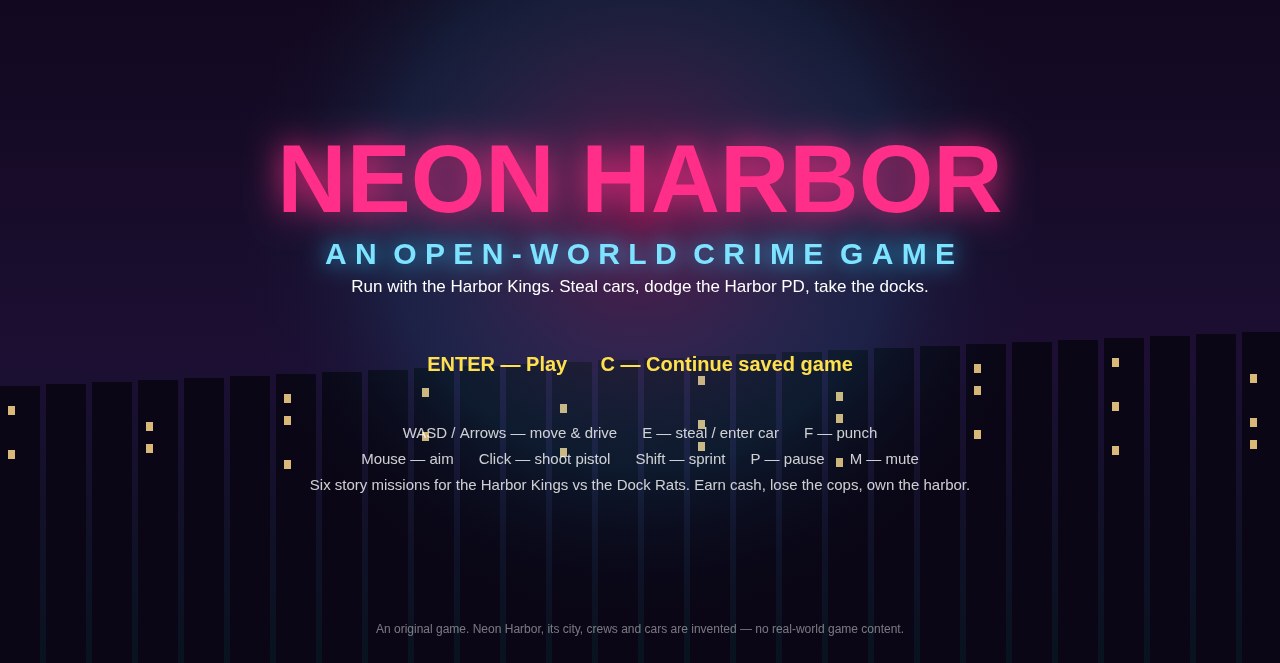 NEON HARBOR
AN OPEN-WORLD CRIME GAME
Run with the Harbor Kings. Steal cars, dodge the Harbor PD, take the docks.
ENTER — Play C — Continue saved game
WASD / Arrows — move & drive E — steal / enter car F — punch
Mouse — aim Click — shoot pistol Shift — sprint P — pause M — mute
Six story missions for the Harbor Kings vs the Dock Rats. Earn cash, lose the cops, own the harbor.
An original game. Neon Harbor, its city, crews and cars are invented — no real-world game content.